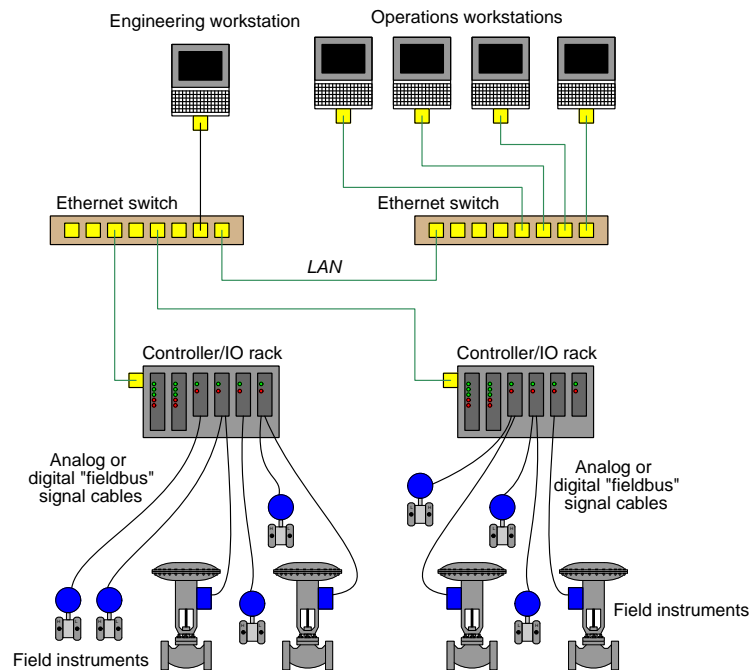 Engineering workstation
Operations workstations
Ethernet switch
Ethernet switch
LAN
Controller/IO rack
Controller/IO rack
Analog or
digital "fieldbus"
signal cables
Analog or
digital "fieldbus"
signal cables
Field instruments
Field instruments